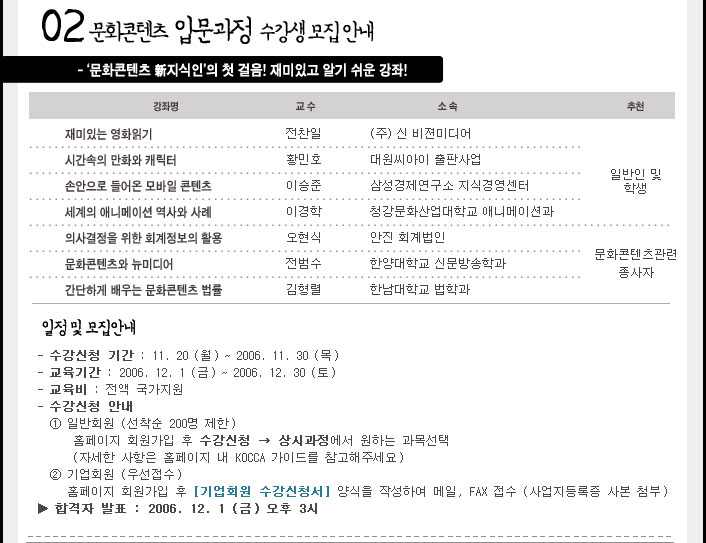 02 문화콘텐츠 입문과정 수강생 모집 안내
- '문화콘텐츠 新지식인'의 첫 걸음! 재미있고 알기 쉬운 강좌!
강좌명 교수 소속 추천
재미있는 영화읽기 전찬일 (주) 신 비젼미디어
시간속의 만화와 캐릭터 황민호 대원씨아이 출판사업
손안으로 들어온 모바일 콘텐츠 이승준 삼성경제연구소 지식경영센터
일반인 및
학생
세계의 애니메이션 역사와 사례 이경학 청강문화산업대학교 애니메이션과
의사결정을 위한 회계정보의 활용 오현식 안진 회계법인
문화콘텐츠와 뉴미디어 전범수 한양대학교 신문방송학과
문화콘텐츠관련
종사자
간단하게 배우는 문화콘텐츠 법률 김형렬 한남대학교 법학과
일정 및 모집안내
- 수강신청 기간 : 11. 20 (월) ~ 2006. 11. 30 (목)
- 교육기간 : 2006. 12. 1 (금) ~ 2006. 12. 30 (토)
- 교육비 : 전액 국가지원
- 수강신청 안내
① 일반회원 (선착순 200명 제한)
홈페이지 회원가입 후 수강신청 → 상시과정에서 원하는 과목선택
(자세한 사항은 홈페이지 내 KOCCA 가이드를 참고해주세요)
② 기업회원 (우선접수)
홈페이지 회원가입 후 [기업회원 수강신청서] 양식을 작성하여 메일, FAX 접수 (사업지등록증 사본 첨부)
▶ 합격자 발표 : 2006. 12. 1 (금) 오후 3시